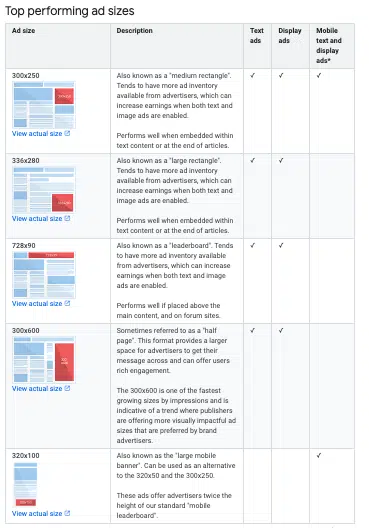 Top performing ad sizes
Ad size
Description
Text
ads
Display
ads
Mobile
text and
display
ads*
300x250
View actual size
Also known as a "medium rectangle".
Tends to have more ad inventory
available from advertisers, which can
increase earnings when both text and
image ads are enabled.
Performs well when embedded within
text content or at the end of articles.
✓
✓
✓
336x280
View actual size
Also known as a "large rectangle".
Tends to have more ad inventory
available from advertisers, which can
increase earnings when both text and
image ads are enabled.
Performs well when embedded within
text content or at the end of articles.
✓
✓
728x90
View actual size
Also known as a "leaderboard". Tends
to have more ad inventory available
from advertisers, which can increase
earnings when both text and image
ads are enabled.
Performs well if placed above the
main content, and on forum sites.
✓
✓
300x600
View actual size
Sometimes referred to as a "half
page". This format provides a larger
space for advertisers to get their
message across and can offer users
rich engagement.
The 300x600 is one of the fastest
growing sizes by impressions and is
indicative of a trend where publishers
are offering more visually impactful ad
sizes that are preferred by brand
advertisers.
✓
✓
320x100
View actual size
Also known as the "large mobile
banner". Can be used as an alternative
to the 320x50 and the 300x250.
These ads offer advertisers twice the
height of our standard "mobile
leaderboard".
✓